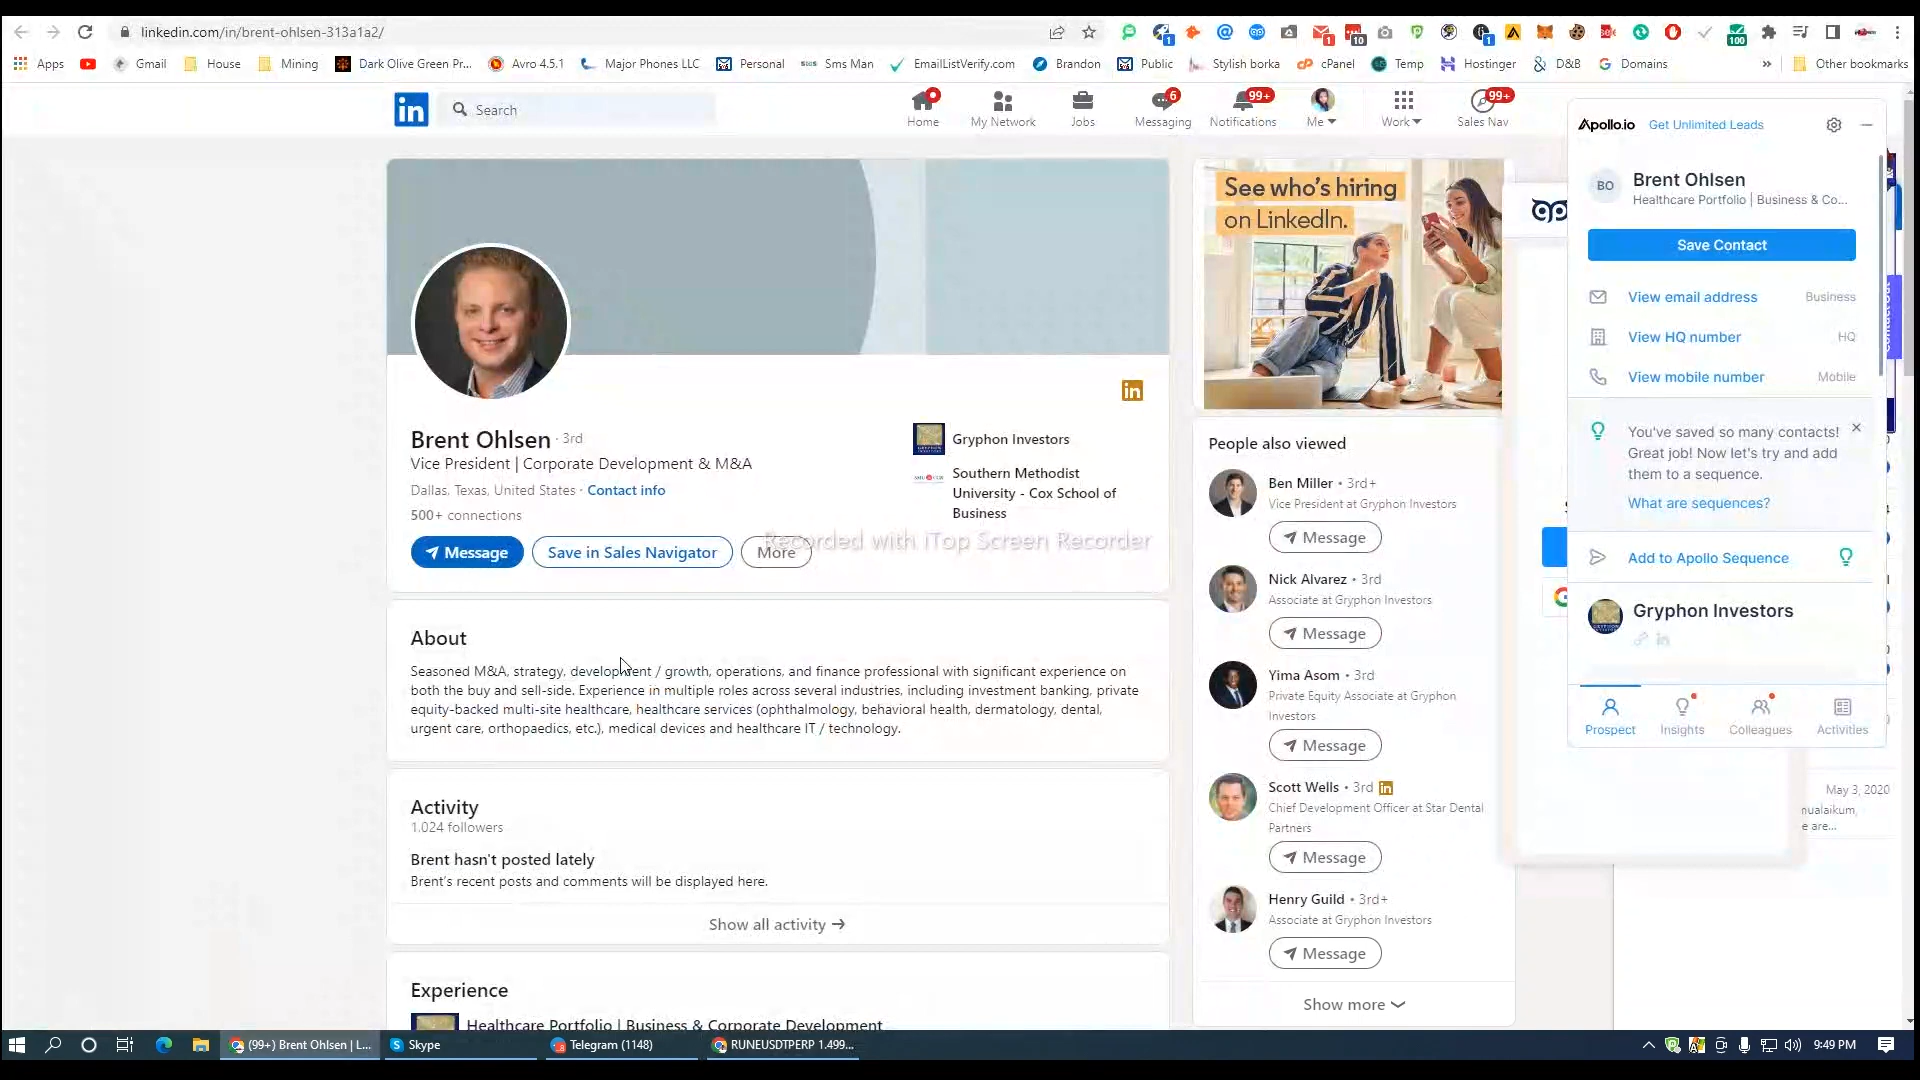 linkedin.com/in/brent-ohlsen-313a1a2/
1
1
10
1
100
Apps
Gmail
House
Mining
Dark Olive Green Pr...
Avro 4.5.1
Major Phones LLC
Personal
Sms Man
EmailListVerify.com
Brandon
Public
Stylish borka
cPanel
Temp
Hostinger
D&B
Domains
»
Other bookmarks
in
Search
Home
My Network
Jobs
6
Messaging
99+
Notifications
Me
Work
99+
Sales Nav
Apollo.io
Get Unlimited Leads
See who's hiring
on LinkedIn.
BO
Brent Ohlsen
Healthcare Portfolio | Business & Co...
Save Contact
View email address
Business
View HQ number
HQ
View mobile number
Mobile
You've saved so many contacts!
Great job! Now let's try and add
them to a sequence.
What are sequences?
Add to Apollo Sequence
Gryphon Investors
Prospect
Insights
Colleagues
Activities
in
Brent Ohlsen · 3rd
Vice President | Corporate Development & M&A
Dallas, Texas, United States · Contact info
500+ connections
Gryphon Investors
Southern Methodist
University - Cox School of
Business
Message
Save in Sales Navigator
More
Recorded with iTop Screen Recorder
About
Seasoned M&A, strategy, development / growth, operations, and finance professional with significant experience on
both the buy and sell-side. Experience in multiple roles across several industries, including investment banking, private
equity-backed multi-site healthcare, healthcare services (ophthalmology, behavioral health, dermatology, dental,
urgent care, orthopaedics, etc.), medical devices and healthcare IT / technology.
Activity
1,024 followers
Brent hasn't posted lately
Brent's recent posts and comments will be displayed here.
Show all activity →
Experience
Healthcare Portfolio | Business & Corporate Development
People also viewed
Ben Miller • 3rd+
Vice President at Gryphon Investors
Message
Nick Alvarez • 3rd
Associate at Gryphon Investors
Message
Yima Asom • 3rd
Private Equity Associate at Gryphon
Investors
Message
Scott Wells • 3rd in
Chief Development Officer at Star Dental
Partners
Message
Henry Guild • 3rd+
Associate at Gryphon Investors
Message
Show more
May 3, 2020
nualaikum,
e are...
(99+) Brent Ohlsen | L...
Skype
Telegram (1148)
RUNEUSDTPERP 1.499...
9:49 PM